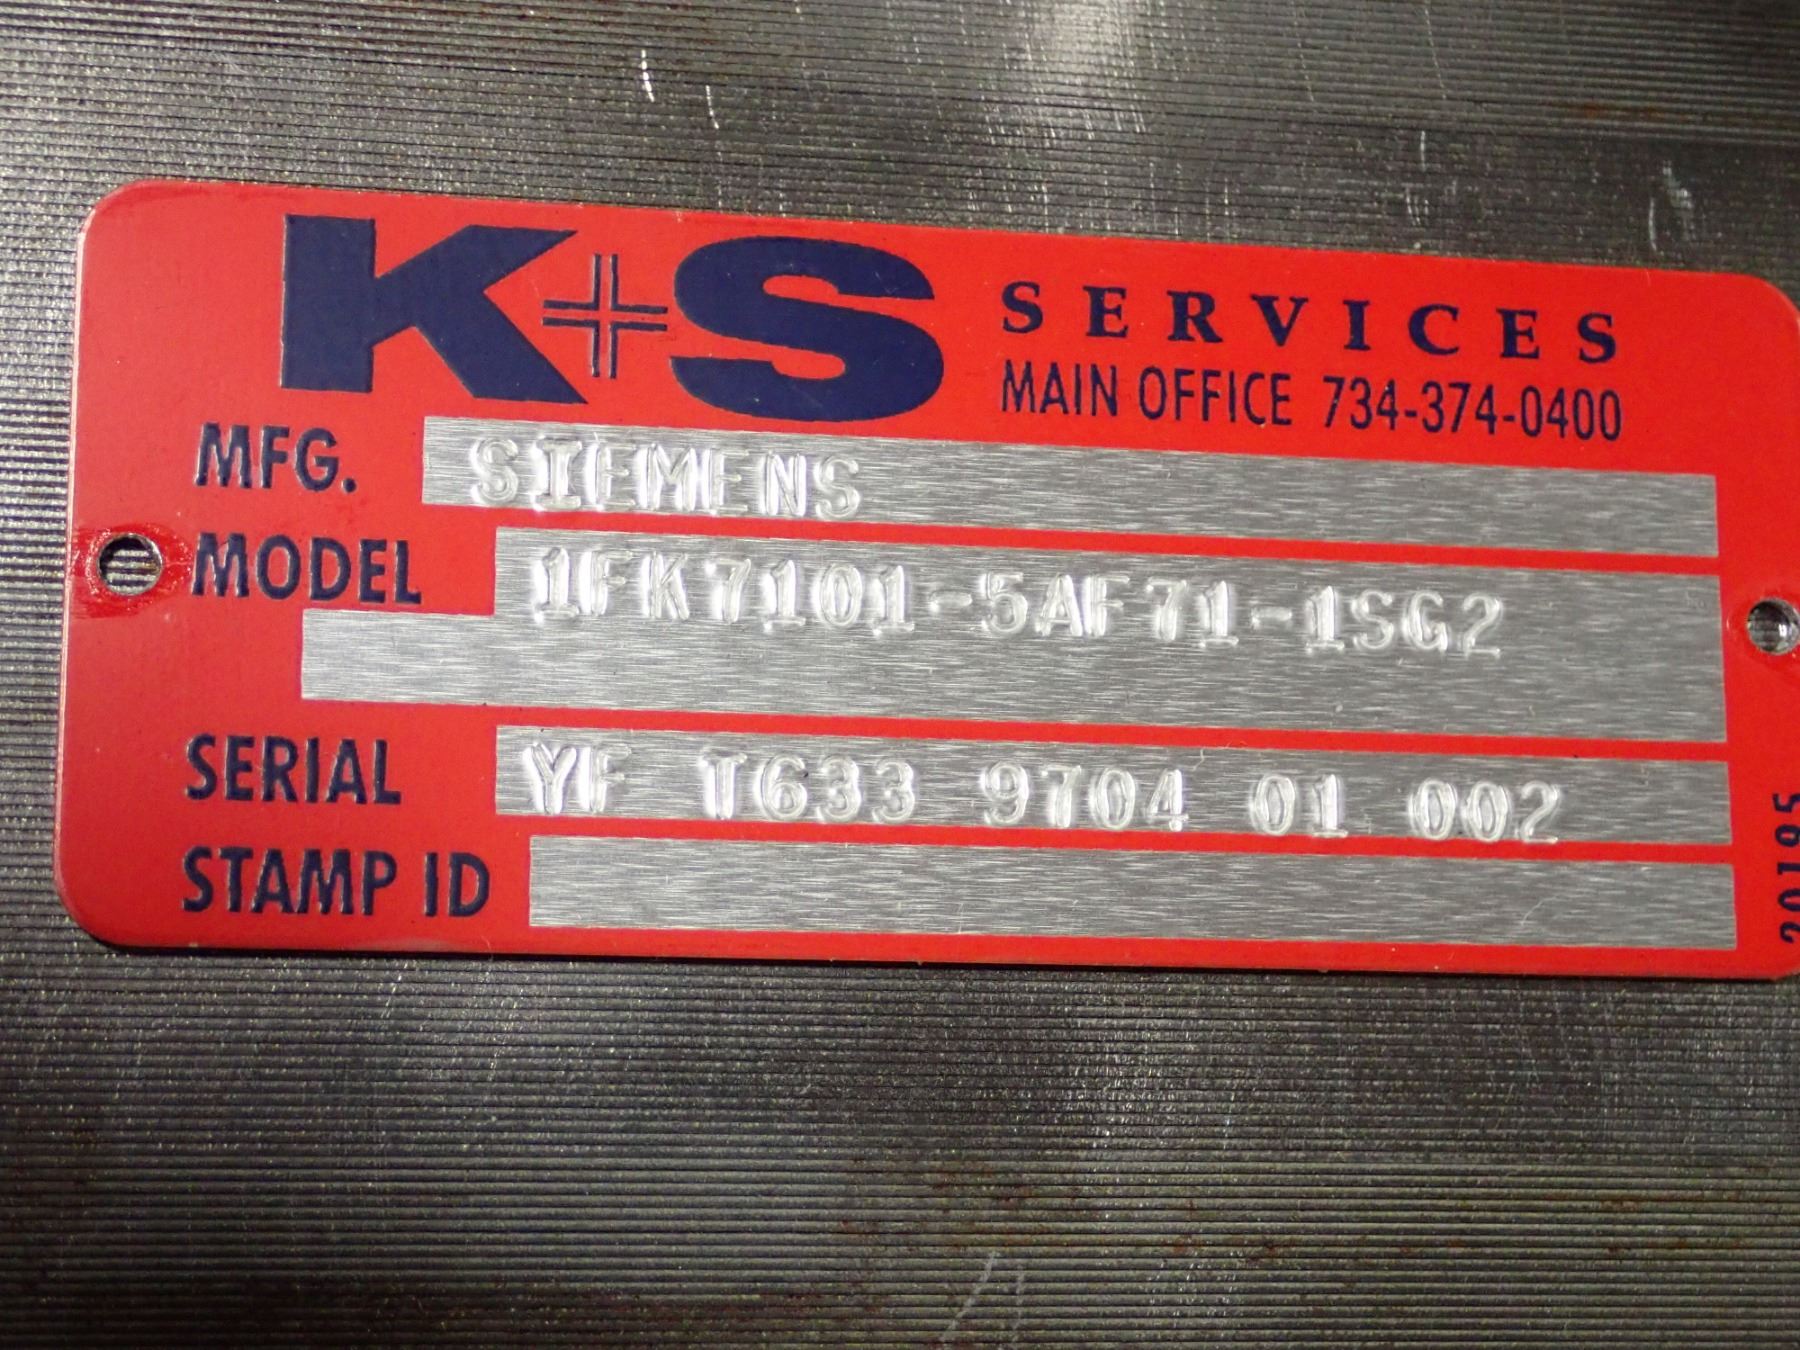 K+S SERVICES
MAIN OFFICE 734-374-0400
MFG. SIEMENS
MODEL 1FK7101-5AF71-1SG2
SERIAL YF T633 9704 01 002
STAMP ID
20195